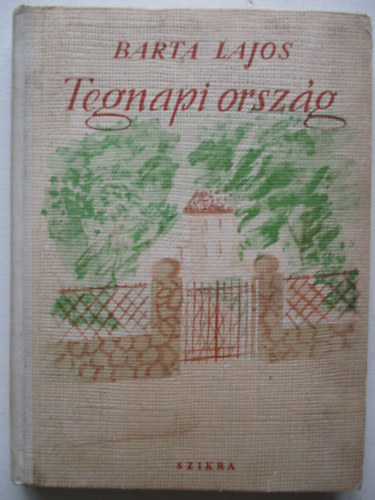 BARTA LAJOS
Tegnapi ország
SZIKRA